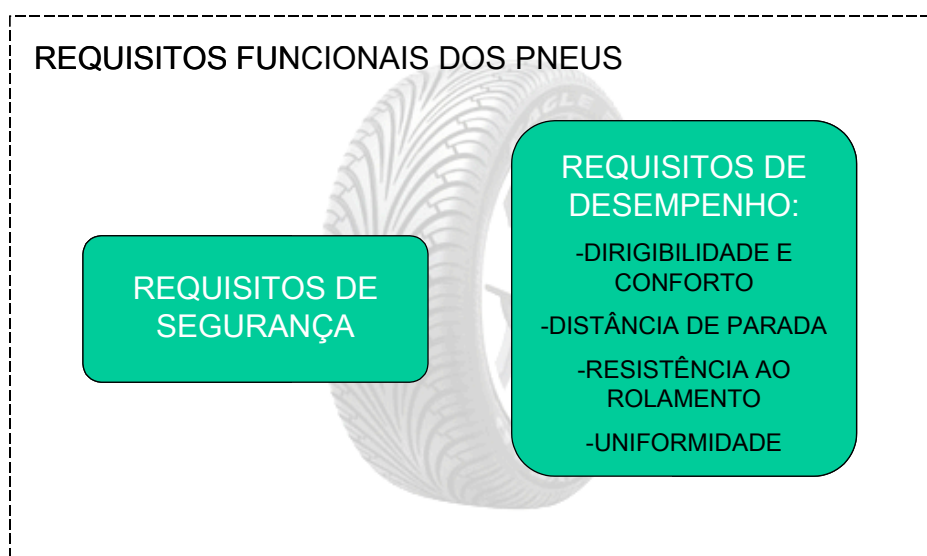 REQUISITOS FUNCIONAIS DOS PNEUS
EAGLE
REQUISITOS DE
SEGURANÇA
REQUISITOS DE
DESEMPENHO:
-DIRIGIBILIDADE E
CONFORTO
-DISTÂNCIA DE PARADA
-RESISTÊNCIA AO
ROLAMENTO
-UNIFORMIDADE